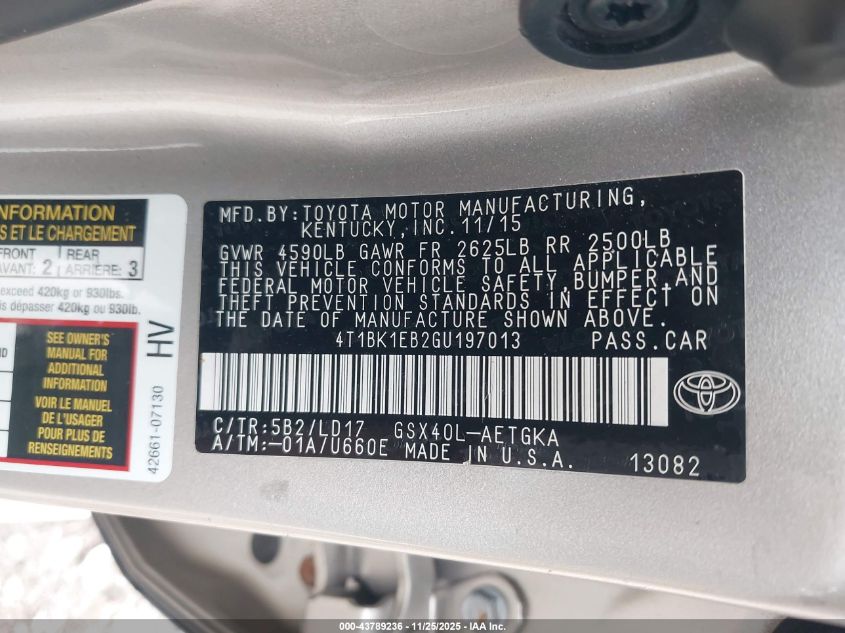 NFORMATION
S ET LE CHARGEMENT
FRONT REAR
AVANT: 2 ARRIÈRE: 3
exceed 420kg or 930lbs.
is dépasser 420kg ou 930lb.
SEE OWNER'S
MANUAL FOR
ADDITIONAL
INFORMATION
VOIR LE MANUEL
DE L'USAGER
POUR PLUS DE
RENSEIGNEMENTS
HV
42661-07130
MFD.BY:TOYOTA MOTOR MANUFACTURING,
KENTUCKY,INC.11/15
GVWR 4590LB GAWR FR 2625LB RR 2500LB
THIS VEHICLE CONFORMS TO ALL APPLICABLE
FEDERAL MOTOR VEHICLE SAFETY,BUMPER,AND
THEFT PREVENTION STANDARDS IN EFFECT ON
THE DATE OF MANUFACTURE SHOWN ABOVE.
4T1BK1EB2GU197013 PASS.CAR
C/TR:5B2/LD17 GSX40L-AETGKA
A/TM:-01A/U660E MADE IN U.S.A. 13082
000-43789236 - 11/25/2025 - IAA Inc.